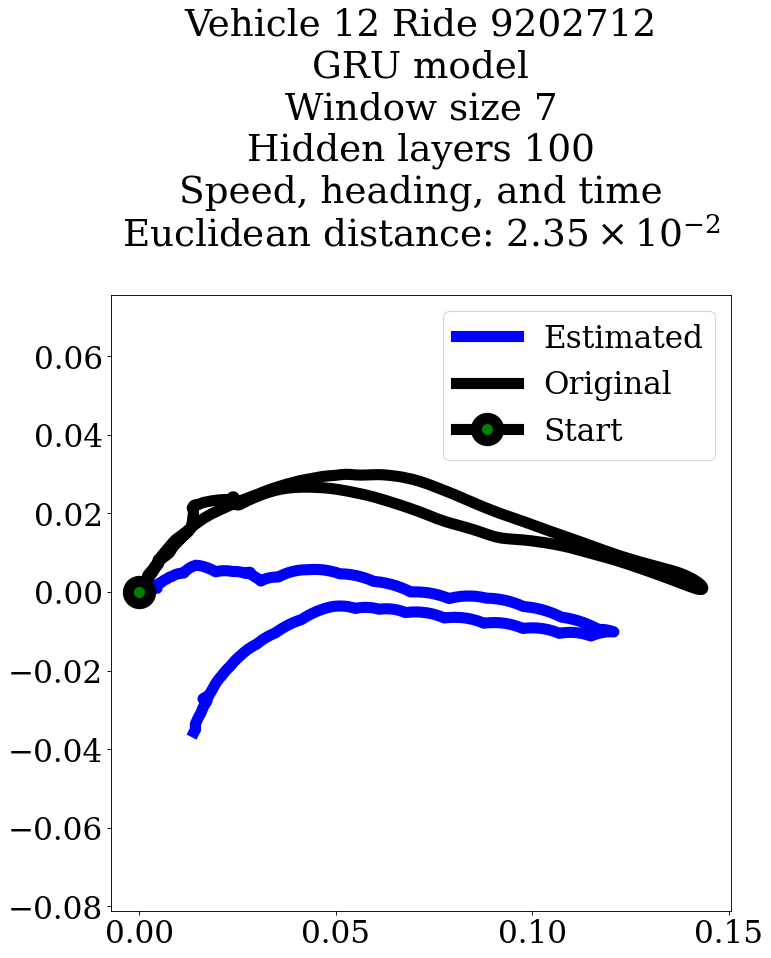 Vehicle 12 Ride 9202712
GRU model
Window size 7
Hidden layers 100
Speed, heading, and time
Euclidean distance: 2.35 × 10⁻²
Estimated
Original
Start
0.06
0.04
0.02
0.00
−0.02
−0.04
−0.06
−0.08
0.00 0.05 0.10 0.15